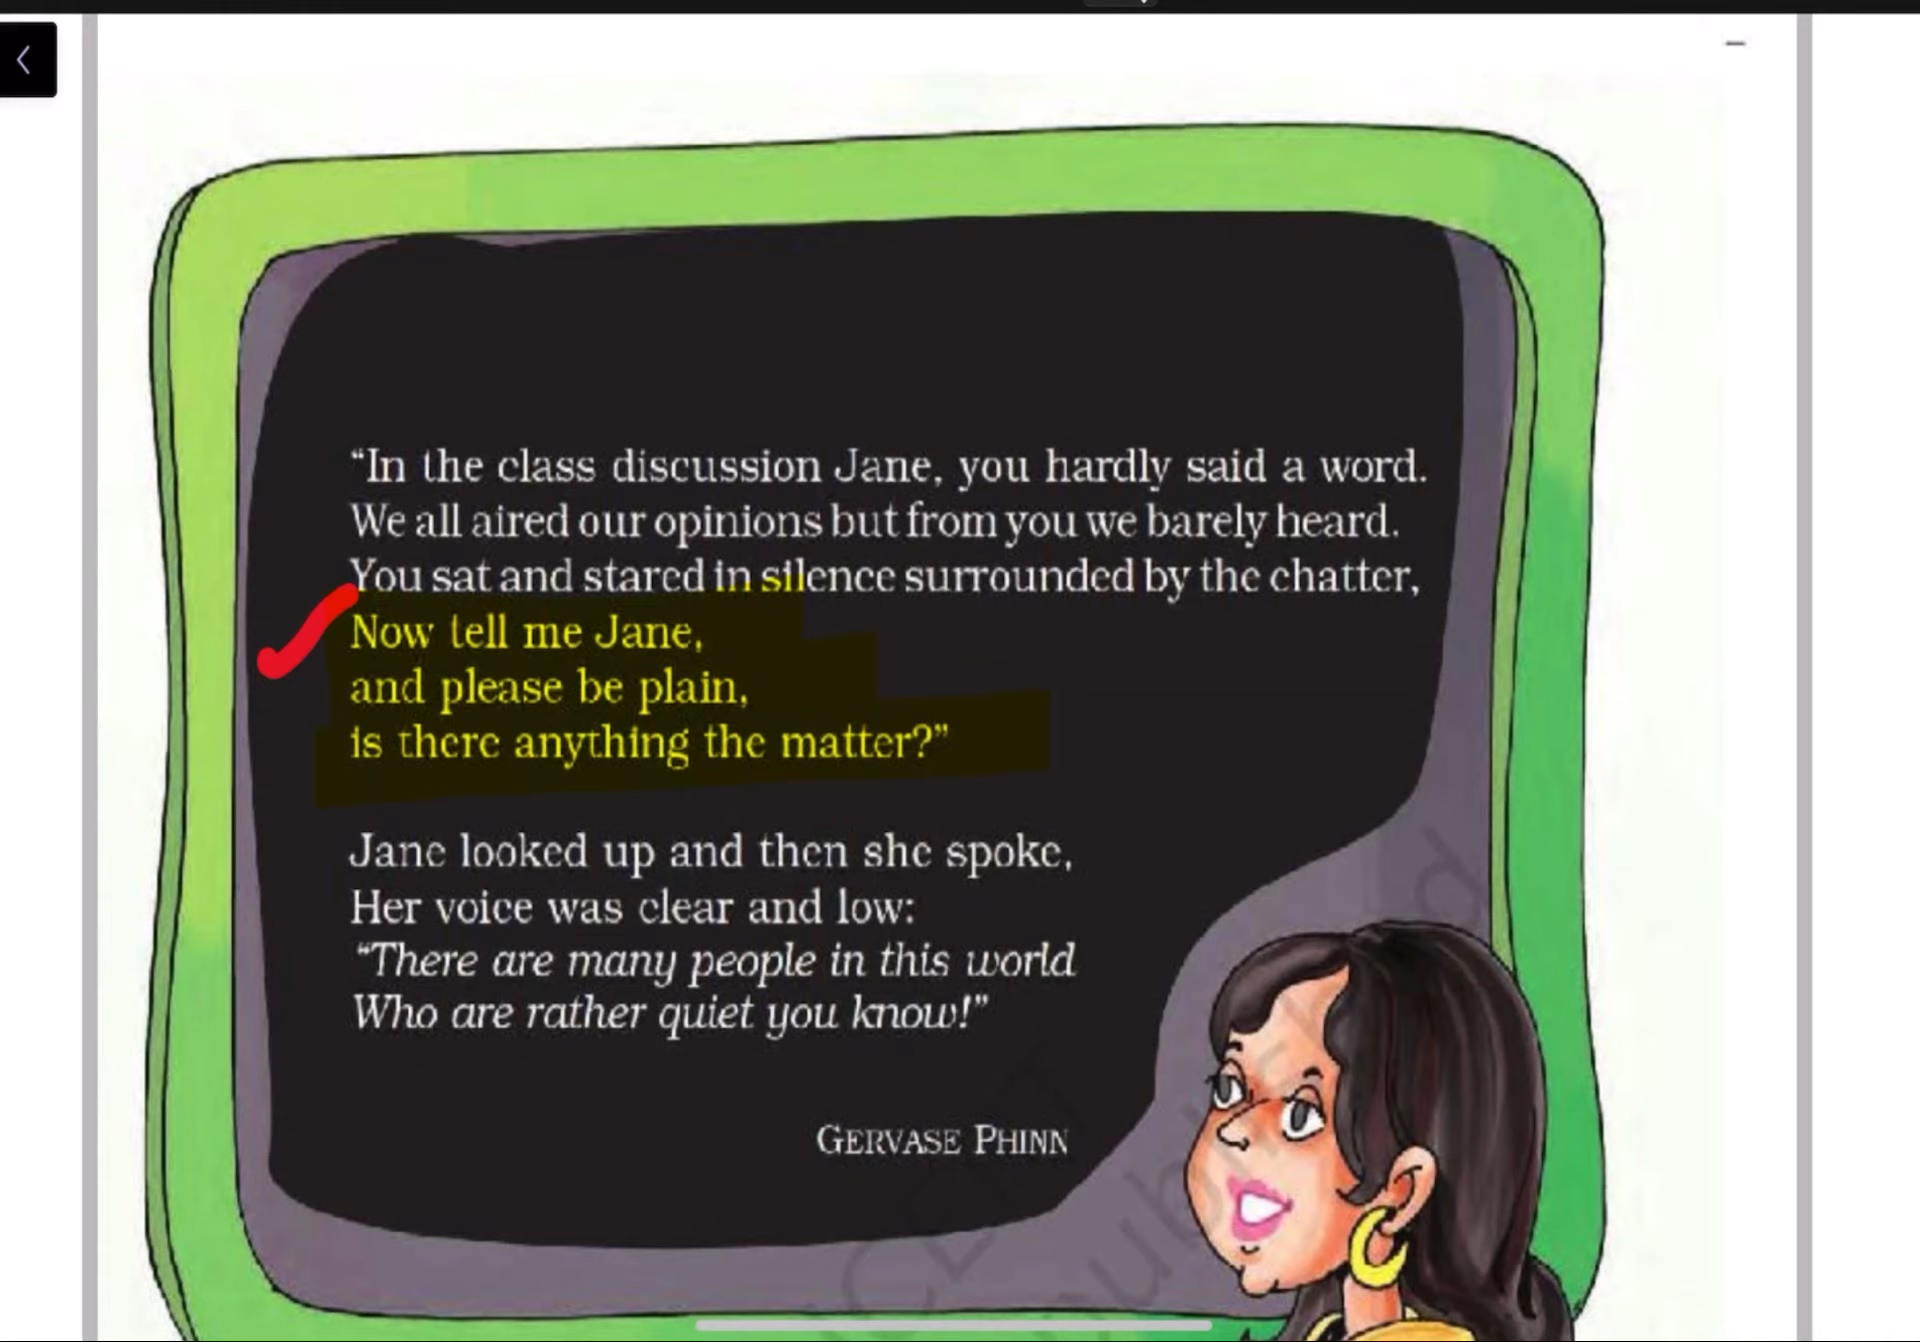 “In the class discussion Jane, you hardly said a word.
We all aired our opinions but from you we barely heard.
You sat and stared in silence surrounded by the chatter,
Now tell me Jane,
and please be plain,
is there anything the matter?”
Jane looked up and then she spoke,
Her voice was clear and low:
“There are many people in this world
Who are rather quiet you know!”
GERVASE PHINN